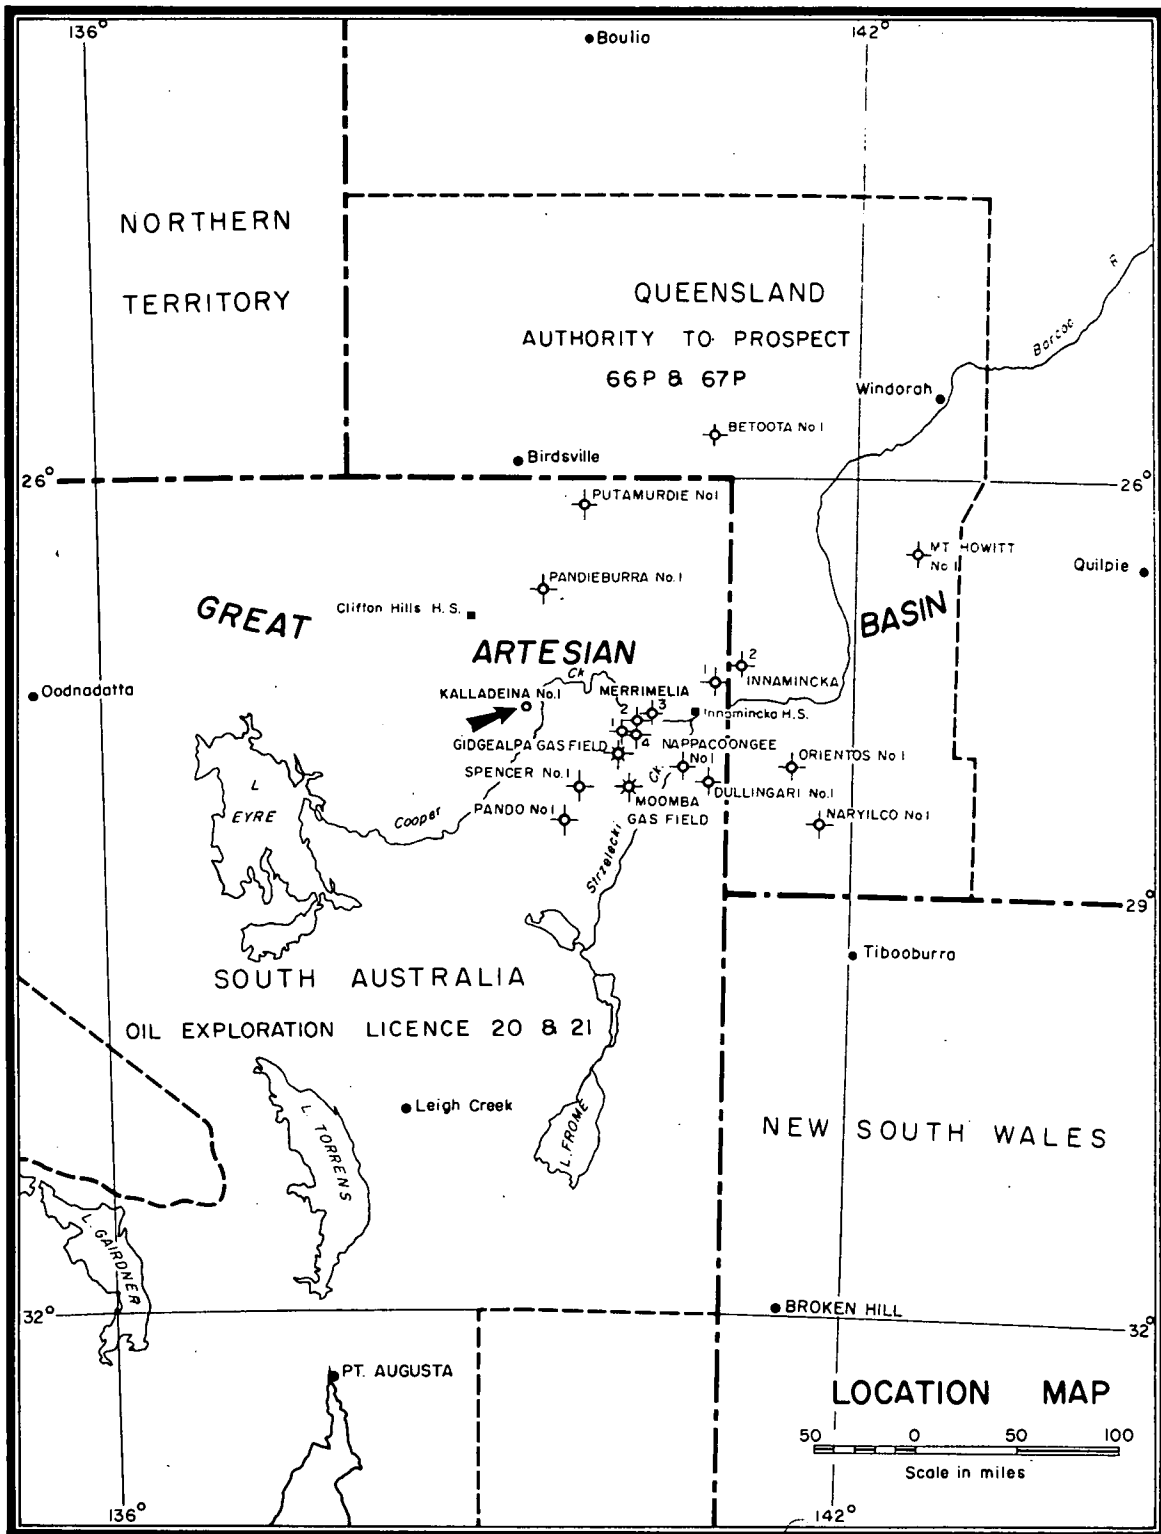 136°
142°
Boulia
NORTHERN
TERRITORY
QUEENSLAND
AUTHORITY TO PROSPECT
66P & 67P
Barcoo R
Windorah
BETOOTA No 1
Birdsville
26°
26°
PUTAMURDIE No1
MT HOWITT
No 1
Quilpie
PANDIEBURRA No.1
Clifton Hills H.S.
GREAT
ARTESIAN
BASIN
Oodnadatta
Ck
KALLADEINA No.1
MERRIMELIA
1
2
INNAMINCKA
2
3
Innamincka H.S.
1
4
GIDGEALPA GAS FIELD
NAPPACOONGEE
No 1
ORIENTOS No 1
SPENCER No.1
Ck.
DULLINGARI No.1
MOOMBA
GAS FIELD
PANDO No 1
NARYILCO No 1
L
EYRE
Cooper
Strzelecki
29°
Tibooburra
SOUTH AUSTRALIA
OIL EXPLORATION LICENCE 20 & 21
Leigh Creek
L. TORRENS
L. FROME
NEW SOUTH WALES
L. GAIRDNER
32°
BROKEN HILL
32°
PT. AUGUSTA
LOCATION MAP
50 0 50 100
Scale in miles
136°
142°